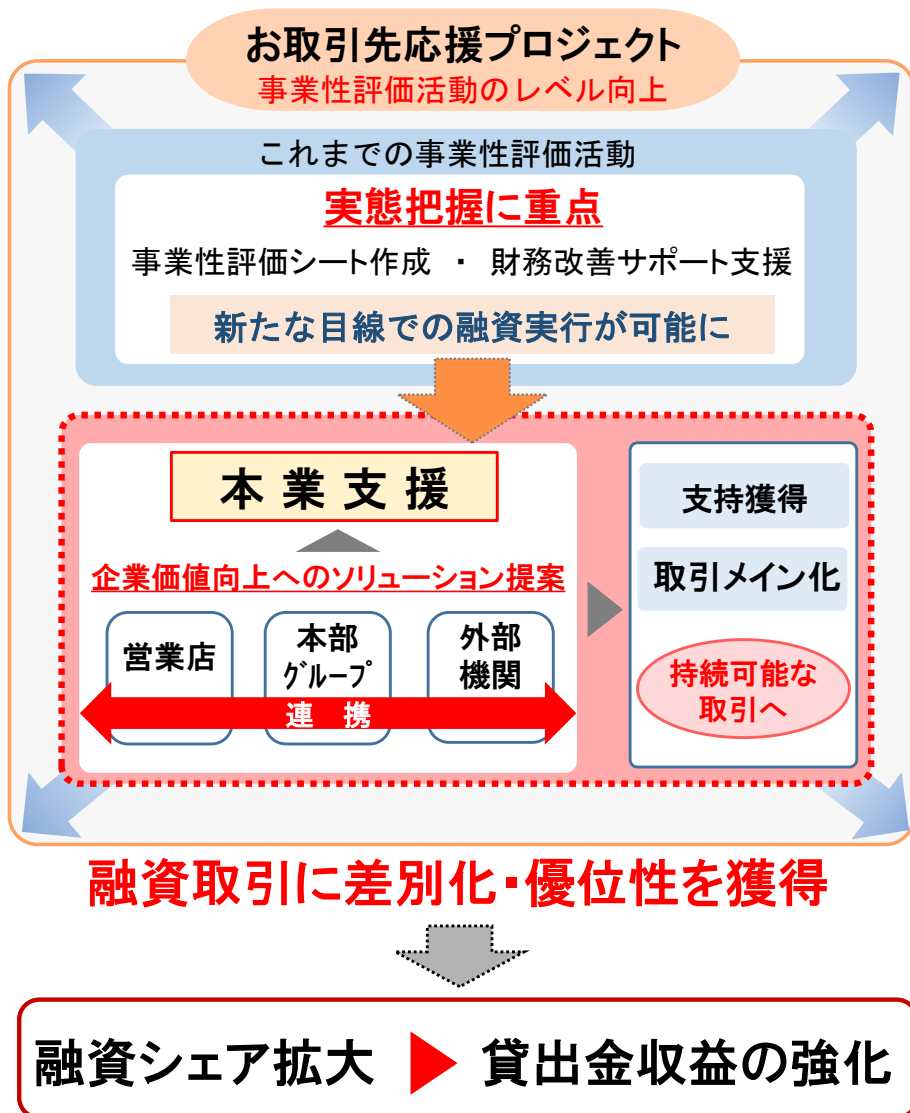 お取引先応援プロジェクト
事業性評価活動のレベル向上
これまでの事業性評価活動
実態把握に重点
事業性評価シート作成 ・ 財務改善サポート支援
新たな目線での融資実行が可能に
本業支援
企業価値向上へのソリューション提案
営業店
本部
グループ
外部
機関
連 携
支持獲得
取引メイン化
持続可能な
取引へ
融資取引に差別化・優位性を獲得
融資シェア拡大
貸出金収益の強化